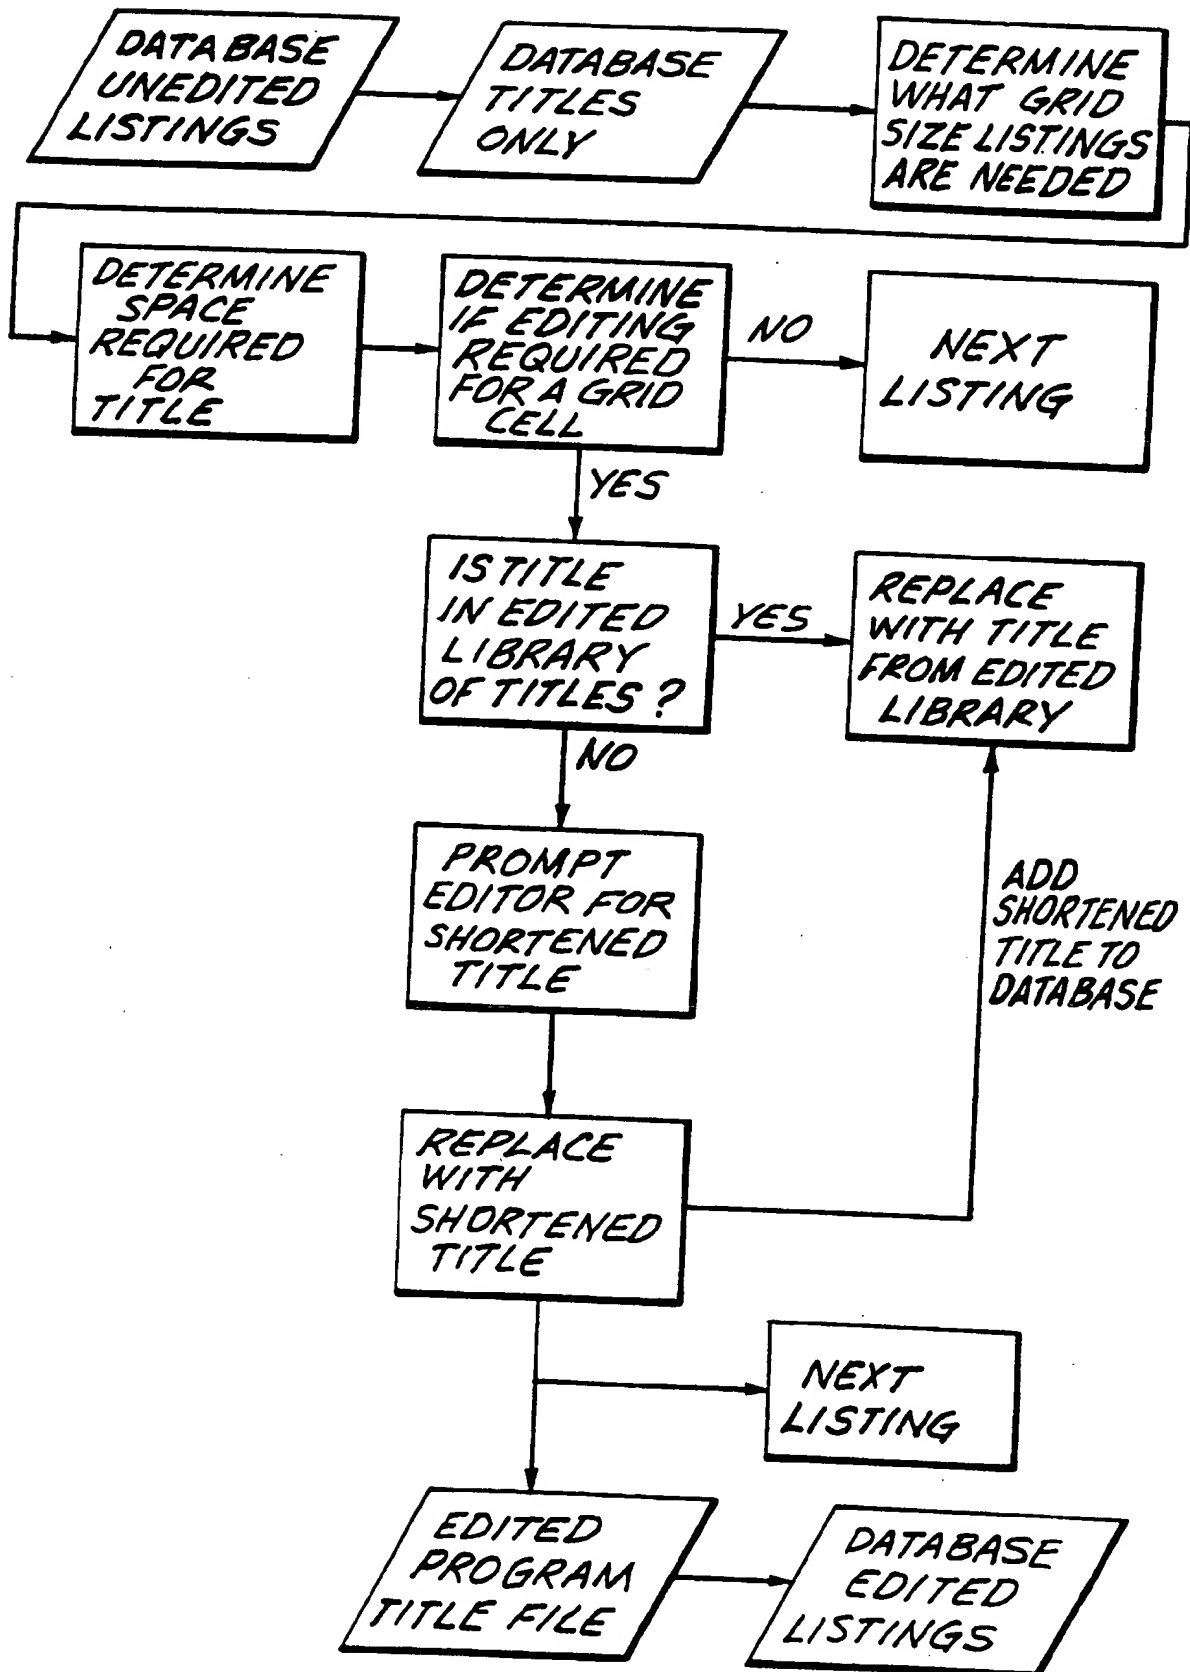 DATABASE
UNEDITED
LISTINGS
DATABASE
TITLES
ONLY
DETERMINE
WHAT GRID
SIZE LISTINGS
ARE NEEDED
DETERMINE
SPACE
REQUIRED
FOR
TITLE
DETERMINE
IF EDITING
REQUIRED
FOR A GRID
CELL
NO
NEXT
LISTING
YES
IS TITLE
IN EDITED
LIBRARY
OF TITLES?
YES
REPLACE
WITH TITLE
FROM EDITED
LIBRARY
NO
PROMPT
EDITOR FOR
SHORTENED
TITLE
ADD
SHORTENED
TITLE TO
DATABASE
REPLACE
WITH
SHORTENED
TITLE
NEXT
LISTING
EDITED
PROGRAM
TITLE FILE
DATABASE
EDITED
LISTINGS